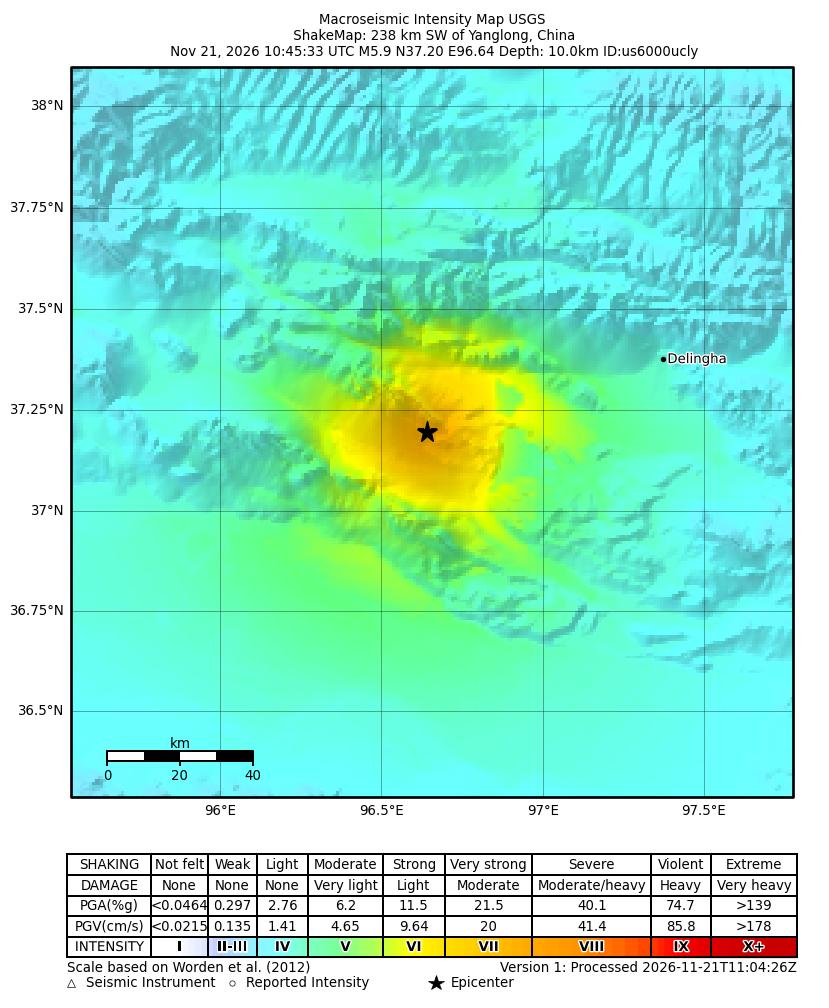 Macroseismic Intensity Map USGS
ShakeMap: 238 km SW of Yanglong, China
Nov 21, 2026 10:45:33 UTC M5.9 N37.20 E96.64 Depth: 10.0km ID:us6000ucly
38°N
37.75°N
37.5°N
Delingha
37.25°N
37°N
36.75°N
36.5°N
km
0 20 40
96°E 96.5°E 97°E 97.5°E
SHAKING Not felt Weak Light Moderate Strong Very strong Severe Violent Extreme
DAMAGE None None None Very light Light Moderate Moderate/heavy Heavy Very heavy
PGA(%g) <0.0464 0.297 2.76 6.2 11.5 21.5 40.1 74.7 >139
PGV(cm/s) <0.0215 0.135 1.41 4.65 9.64 20 41.4 85.8 >178
INTENSITY I II-III IV V VI VII VIII IX X+
Scale based on Worden et al. (2012) Version 1: Processed 2026-11-21T11:04:26Z
△ Seismic Instrument ○ Reported Intensity ★ Epicenter